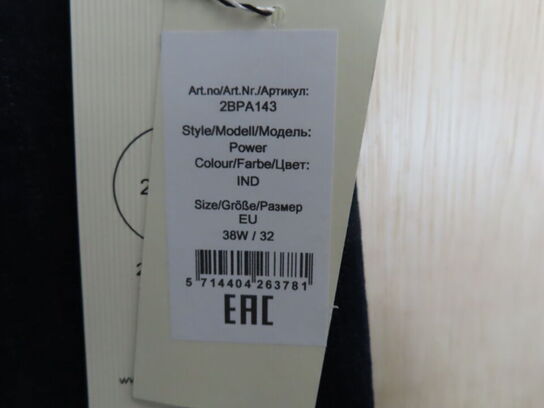 Art.no/Art.Nr./Артикул:
2BPA143
Style/Modell/Модель:
Power
Colour/Farbe/Цвет:
IND
Size/Größe/Размер
EU
38W / 32
5 714404 263781
EAC